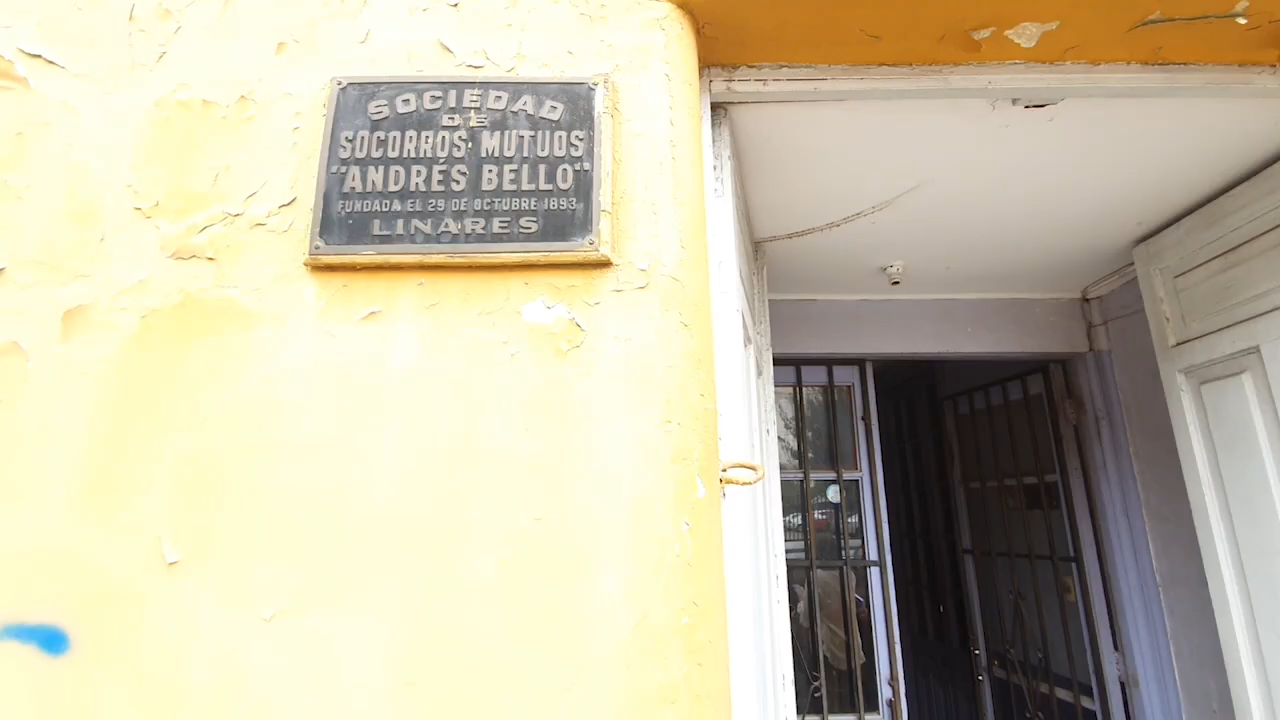 SOCIEDAD
DE
SOCORROS MUTUOS
"ANDRÉS BELLO"
FUNDADA EL 29 DE OCTUBRE 1893
LINARES